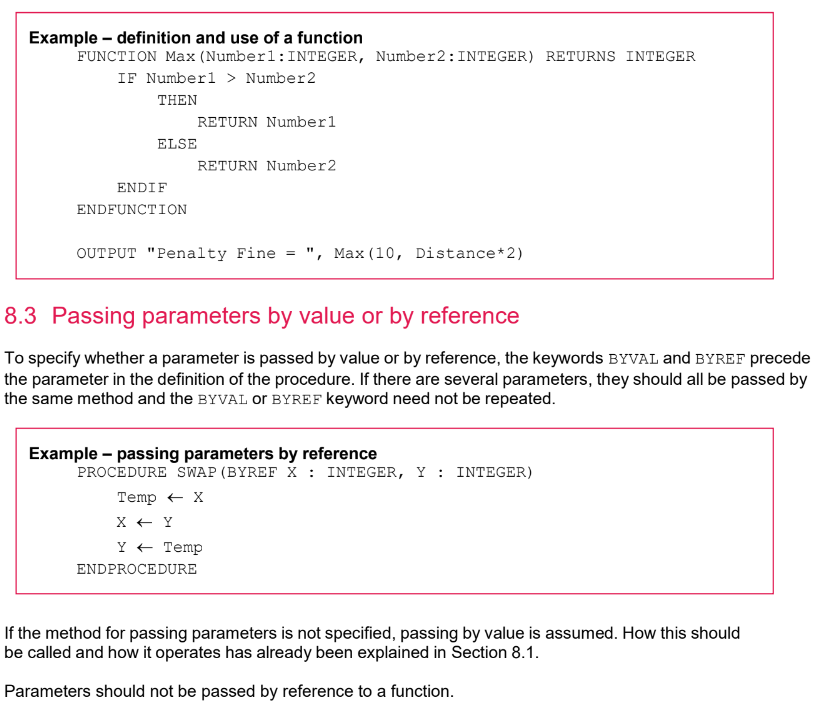 Example – definition and use of a function
FUNCTION Max(Number1:INTEGER, Number2:INTEGER) RETURNS INTEGER
IF Number1 > Number2
THEN
RETURN Number1
ELSE
RETURN Number2
ENDIF
ENDFUNCTION
OUTPUT "Penalty Fine = ", Max(10, Distance*2)
8.3 Passing parameters by value or by reference
To specify whether a parameter is passed by value or by reference, the keywords BYVAL and BYREF precede
the parameter in the definition of the procedure. If there are several parameters, they should all be passed by
the same method and the BYVAL or BYREF keyword need not be repeated.
Example – passing parameters by reference
PROCEDURE SWAP(BYREF X : INTEGER, Y : INTEGER)
Temp ← X
X ← Y
Y ← Temp
ENDPROCEDURE
If the method for passing parameters is not specified, passing by value is assumed. How this should
be called and how it operates has already been explained in Section 8.1.
Parameters should not be passed by reference to a function.